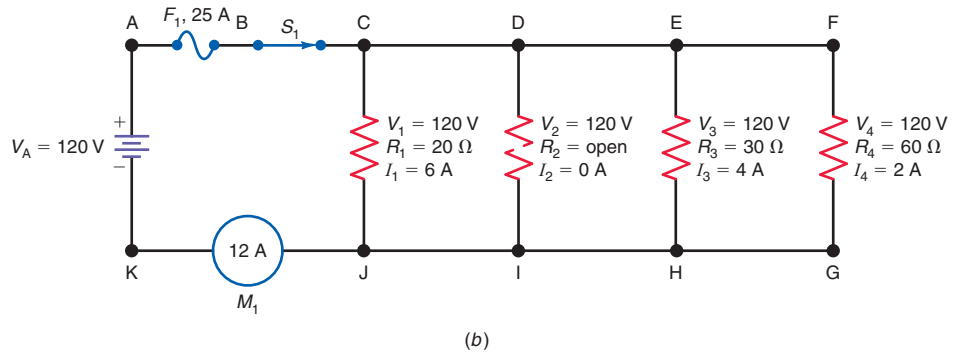 A
F₁, 25 A
B
S₁
C
D
E
F
+
V_A = 120 V
−
V₁ = 120 V
R₁ = 20 Ω
I₁ = 6 A
V₂ = 120 V
R₂ = open
I₂ = 0 A
V₃ = 120 V
R₃ = 30 Ω
I₃ = 4 A
V₄ = 120 V
R₄ = 60 Ω
I₄ = 2 A
K
12 A
J
I
H
G
M₁
(b)